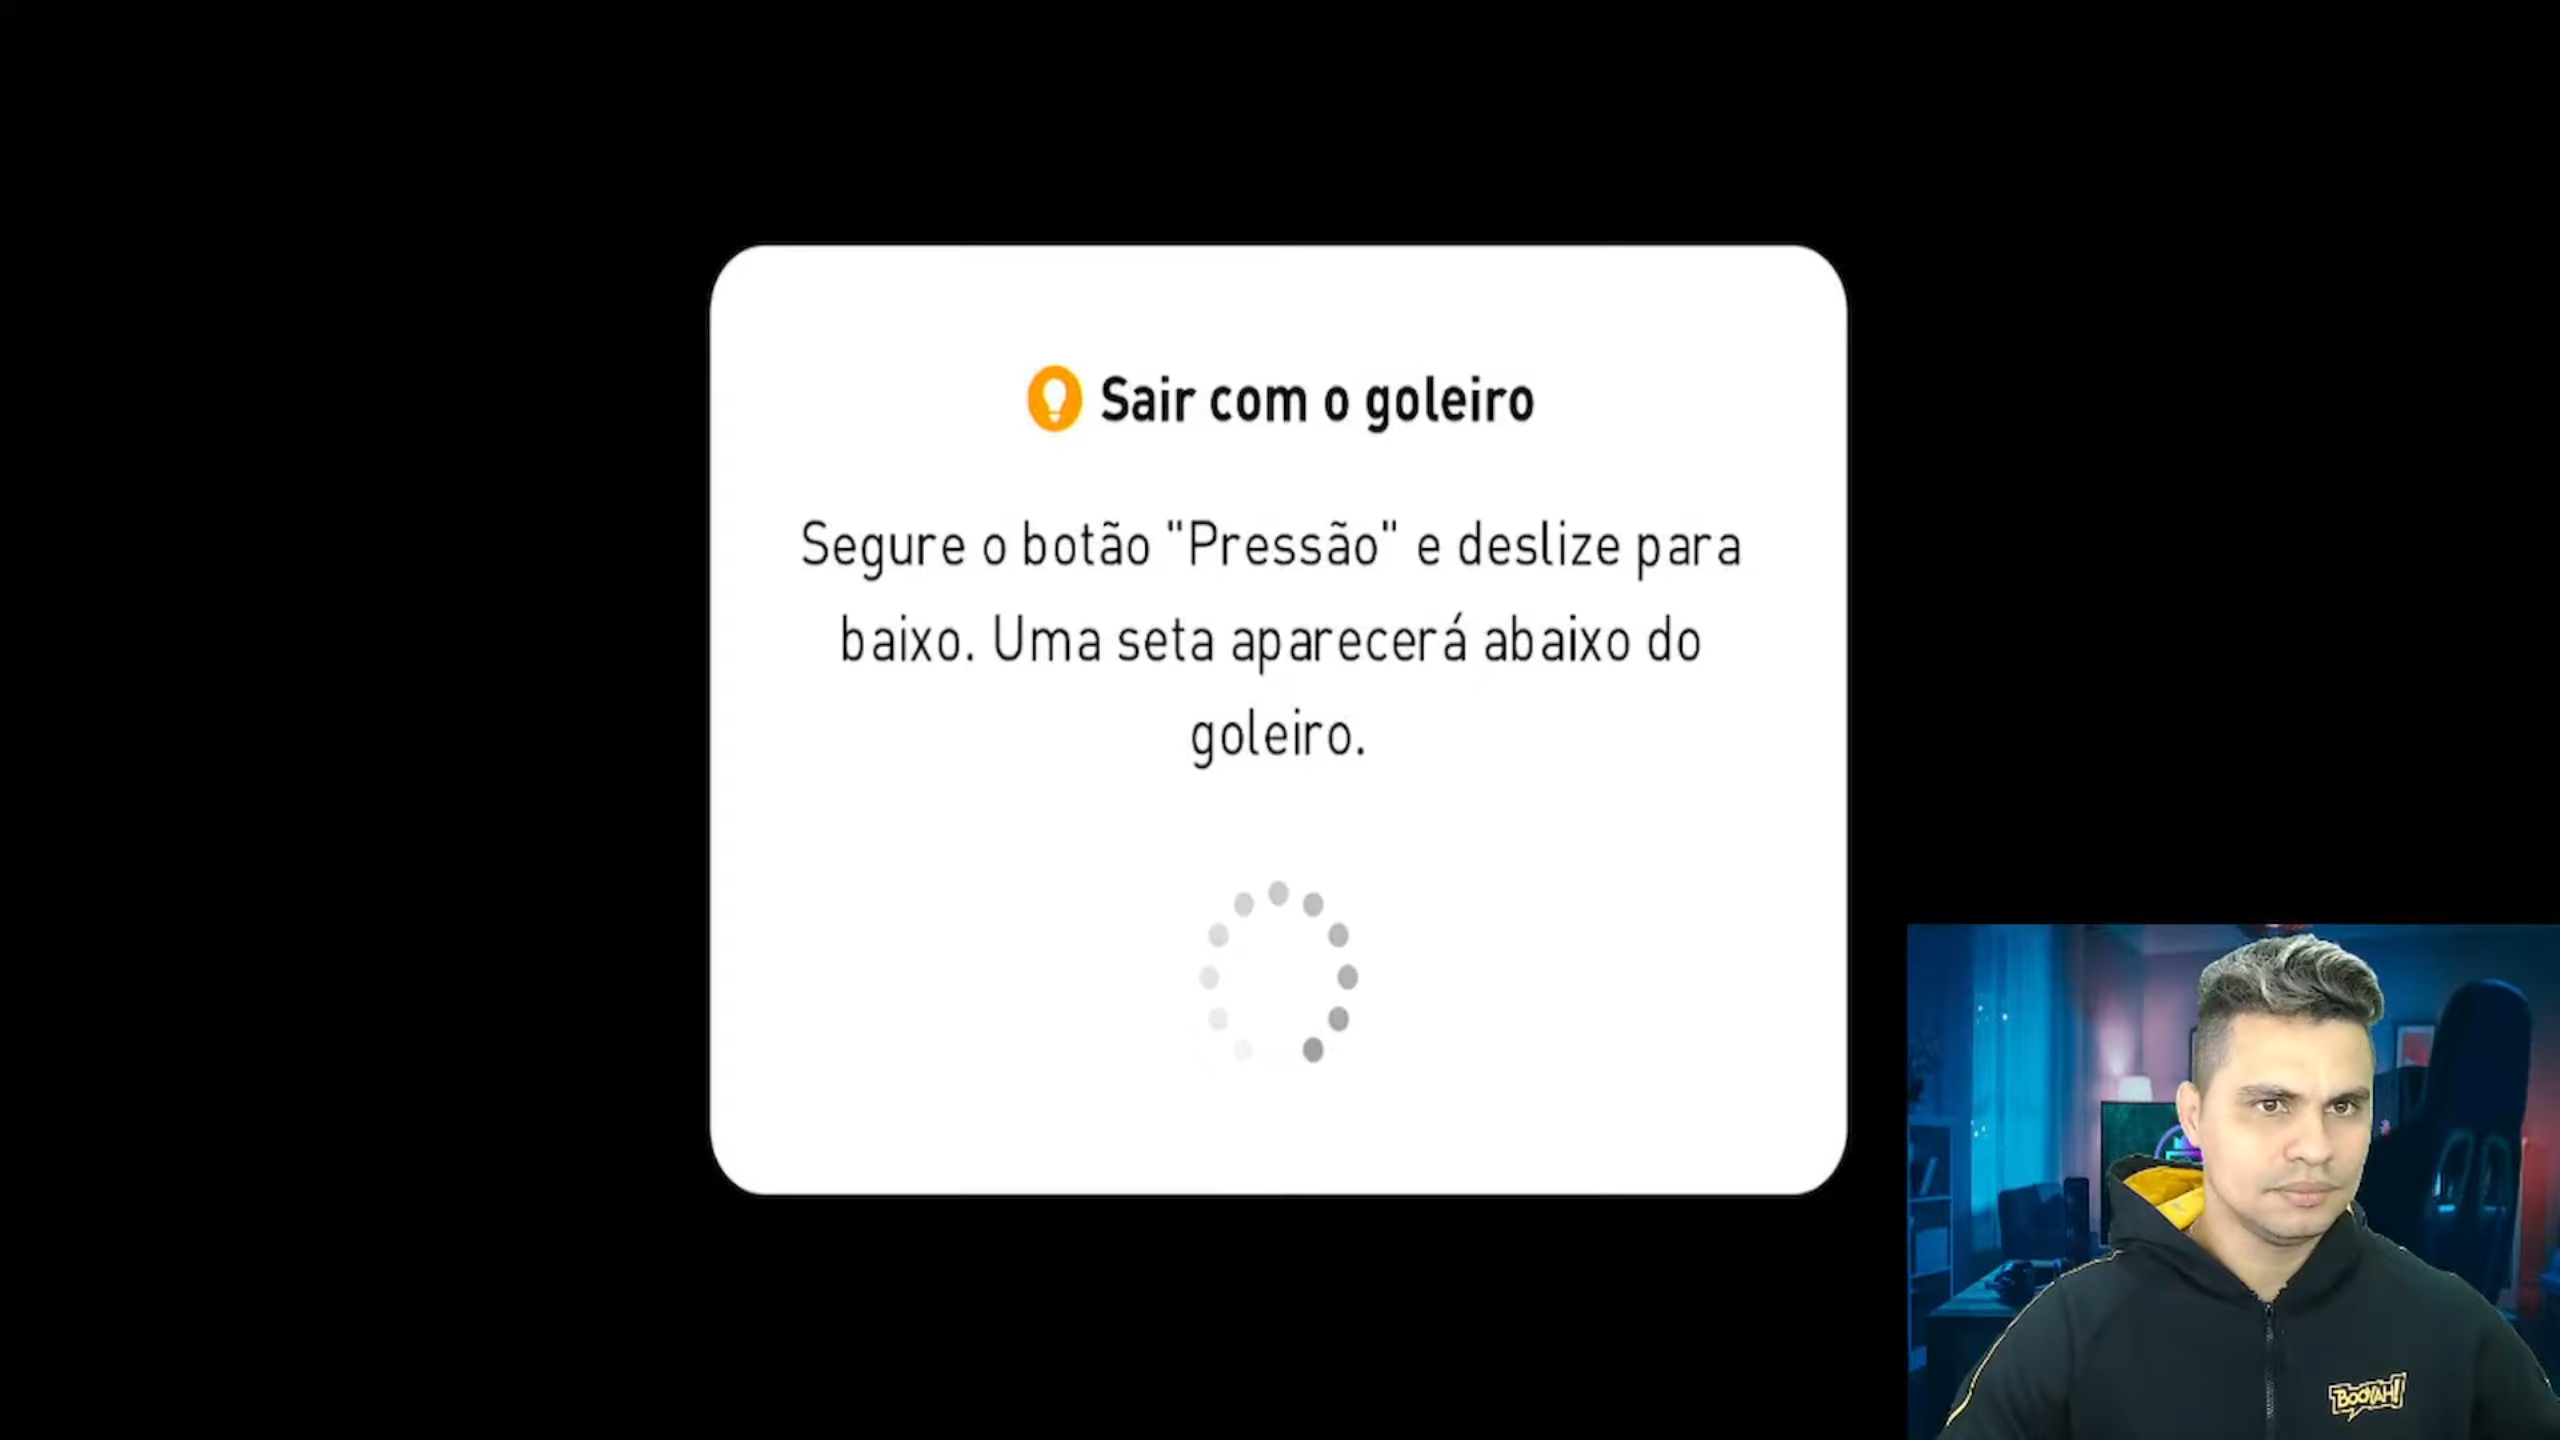 Sair com o goleiro
Segure o botão "Pressão" e deslize para
baixo. Uma seta aparecerá abaixo do
goleiro.
BOOYAH!